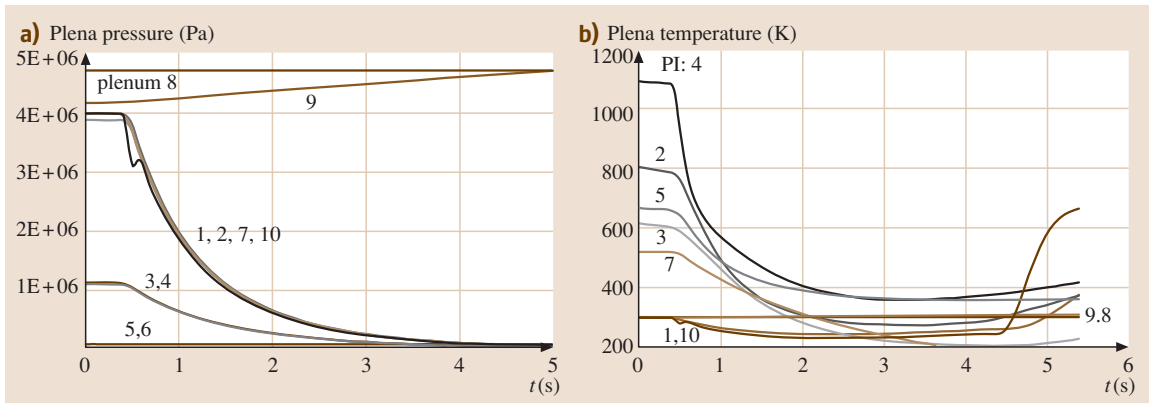 a) Plena pressure (Pa)
5E+06
4E+06
3E+06
2E+06
1E+06
plenum 8
9
1, 2, 7, 10
3,4
5,6
0 1 2 3 4 5
t (s)
b) Plena temperature (K)
1200
1000
800
600
400
200
PI: 4
2
5
3
7
1,10
9.8
0 1 2 3 4 5 6
t (s)